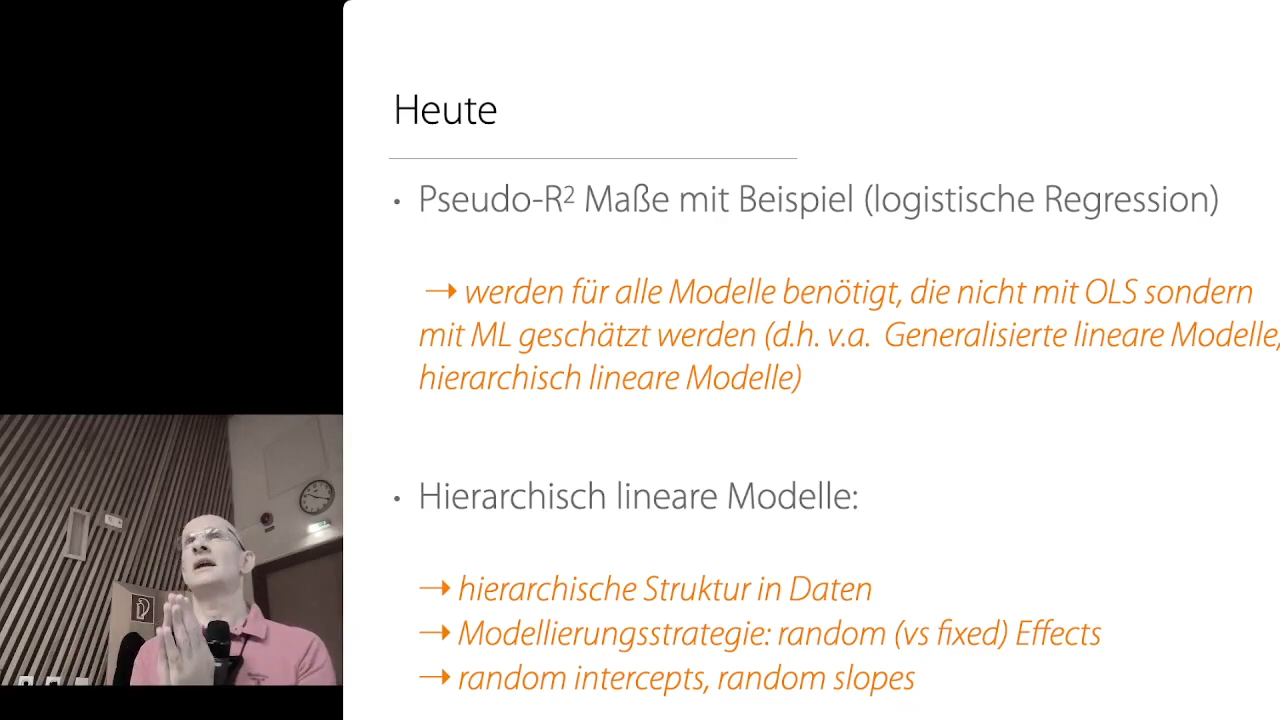 Heute
• Pseudo-R² Maße mit Beispiel (logistische Regression)
→ werden für alle Modelle benötigt, die nicht mit OLS sondern
mit ML geschätzt werden (d.h. v.a. Generalisierte lineare Modelle,
hierarchisch lineare Modelle)
• Hierarchisch lineare Modelle:
→ hierarchische Struktur in Daten
→ Modellierungsstrategie: random (vs fixed) Effects
→ random intercepts, random slopes